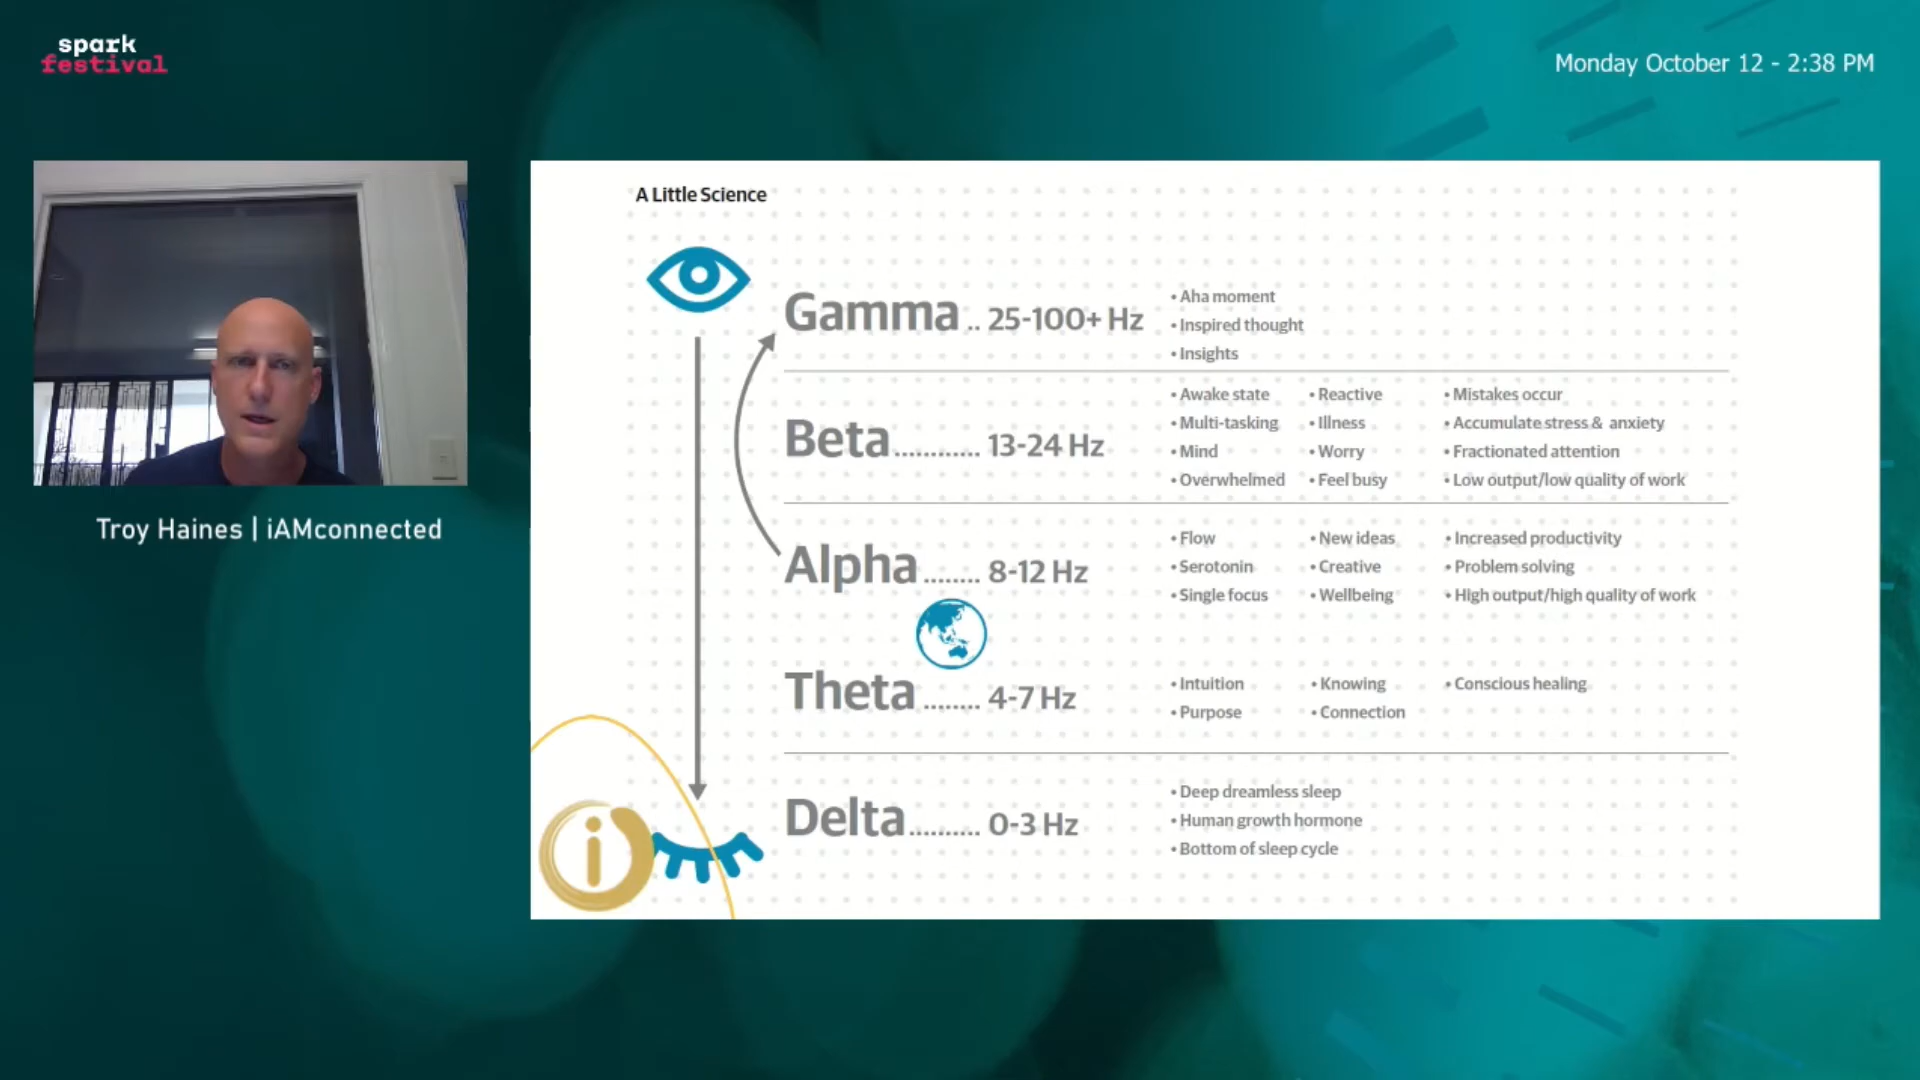 spark
festival
Monday October 12 - 2:38 PM
Troy Haines | iAMconnected
A Little Science
Gamma .. 25-100+ Hz
• Aha moment
• Inspired thought
• Insights
Beta ............ 13-24 Hz
• Awake state • Reactive • Mistakes occur
• Multi-tasking • Illness • Accumulate stress & anxiety
• Mind • Worry • Fractionated attention
• Overwhelmed • Feel busy • Low output/low quality of work
Alpha ........ 8-12 Hz
• Flow • New ideas • Increased productivity
• Serotonin • Creative • Problem solving
• Single focus • Wellbeing • High output/high quality of work
Theta ........ 4-7 Hz
• Intuition • Knowing • Conscious healing
• Purpose • Connection
Delta .......... 0-3 Hz
• Deep dreamless sleep
• Human growth hormone
• Bottom of sleep cycle
i